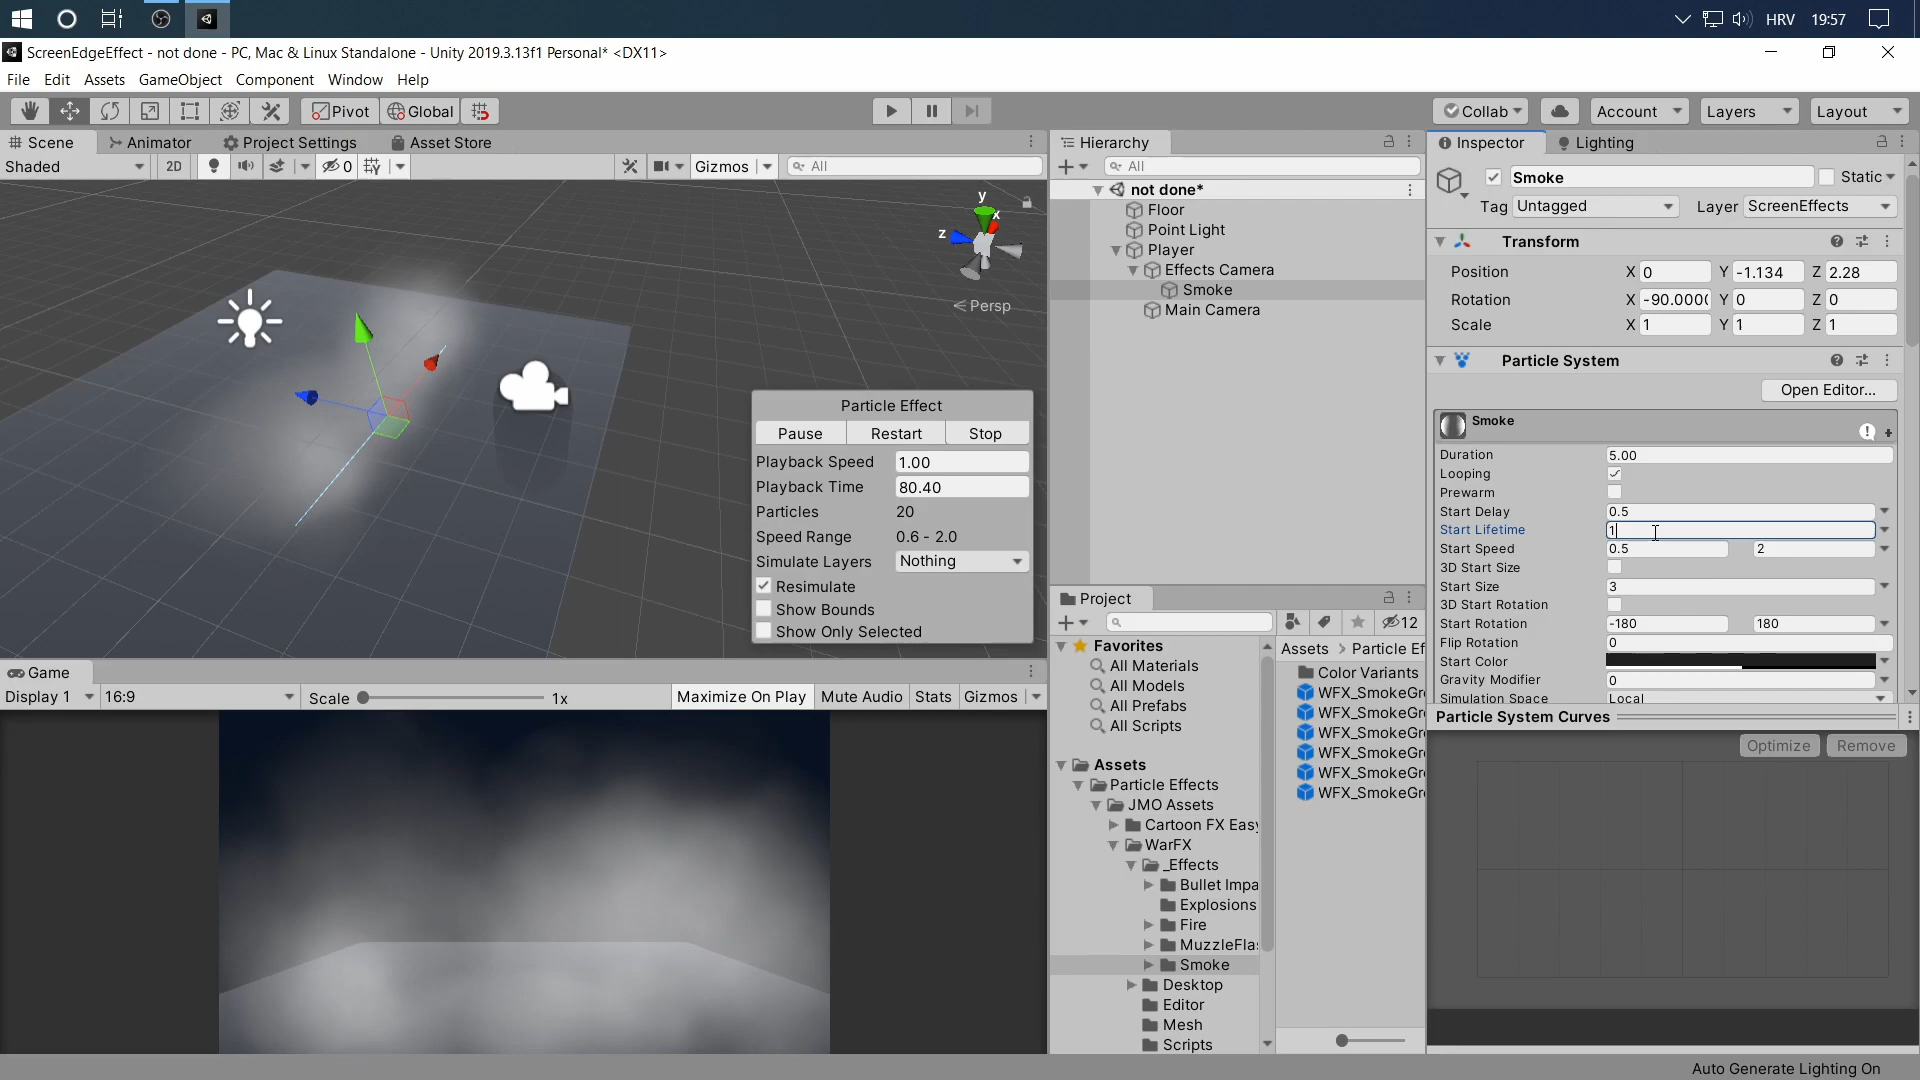 HRV 19:57
ScreenEdgeEffect - not done - PC, Mac & Linux Standalone - Unity 2019.3.13f1 Personal* <DX11>
File Edit Assets GameObject Component Window Help
Pivot Global Collab Account Layers Layout
Scene Animator Project Settings Asset Store
Shaded 2D 0 Gizmos All
y
x
z
Persp
Particle Effect
Pause Restart Stop
Playback Speed 1.00
Playback Time 80.40
Particles 20
Speed Range 0.6 - 2.0
Simulate Layers Nothing
Resimulate
Show Bounds
Show Only Selected
Game
Display 1 16:9 Scale 1x Maximize On Play Mute Audio Stats Gizmos
Hierarchy
All
not done*
Floor
Point Light
Player
Effects Camera
Smoke
Main Camera
Project
12
Favorites
All Materials
All Models
All Prefabs
All Scripts
Assets
Particle Effects
JMO Assets
Cartoon FX Easy
WarFX
_Effects
Bullet Impa
Explosions
Fire
MuzzleFla
Smoke
Desktop
Editor
Mesh
Scripts
Assets > Particle Ef
Color Variants
WFX_SmokeGr
WFX_SmokeGr
WFX_SmokeGr
WFX_SmokeGr
WFX_SmokeGr
WFX_SmokeGr
Inspector Lighting
Smoke Static
Tag Untagged Layer ScreenEffects
Transform
Position X 0 Y -1.134 Z 2.28
Rotation X -90.000 Y 0 Z 0
Scale X 1 Y 1 Z 1
Particle System
Open Editor...
Smoke
Duration 5.00
Looping
Prewarm
Start Delay 0.5
Start Lifetime 1
Start Speed 0.5 2
3D Start Size
Start Size 3
3D Start Rotation
Start Rotation -180 180
Flip Rotation 0
Start Color
Gravity Modifier 0
Simulation Space Local
Particle System Curves
Optimize Remove
Auto Generate Lighting On